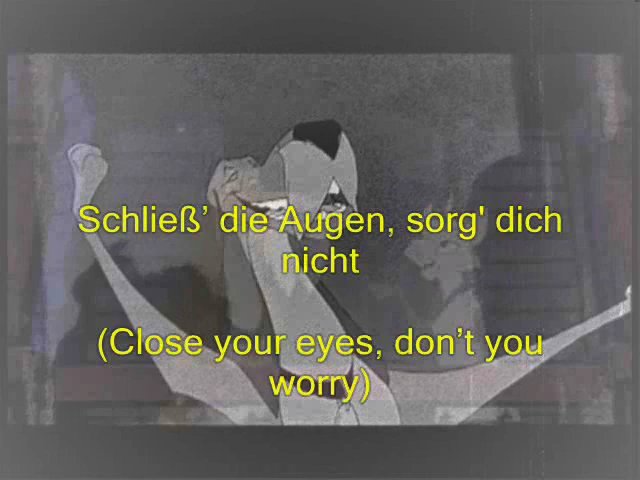 Schließ’ die Augen, sorg' dich
nicht
(Close your eyes, don’t you
worry)